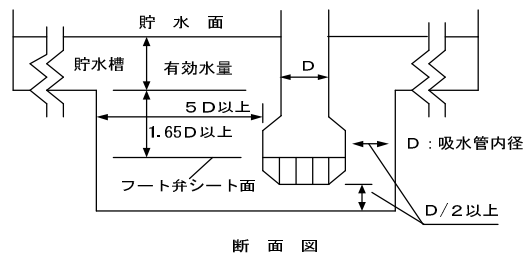 貯水面
D
貯水槽
有効水量
5D以上
1.65D以上
D：吸水管内径
フート弁シート面
D/2以上
断面図